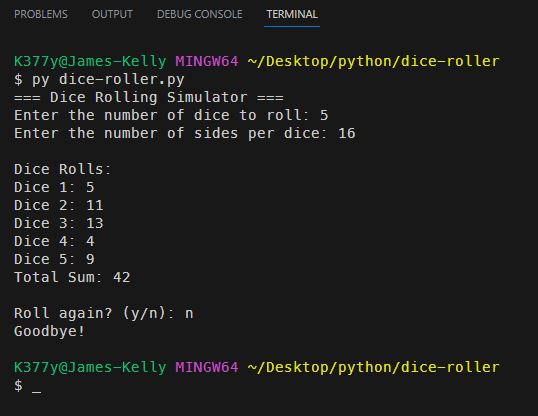 PROBLEMS OUTPUT DEBUG CONSOLE TERMINAL
K377y@James-Kelly MINGW64 ~/Desktop/python/dice-roller
$ py dice-roller.py
=== Dice Rolling Simulator ===
Enter the number of dice to roll: 5
Enter the number of sides per dice: 16
Dice Rolls:
Dice 1: 5
Dice 2: 11
Dice 3: 13
Dice 4: 4
Dice 5: 9
Total Sum: 42
Roll again? (y/n): n
Goodbye!
K377y@James-Kelly MINGW64 ~/Desktop/python/dice-roller
$ _